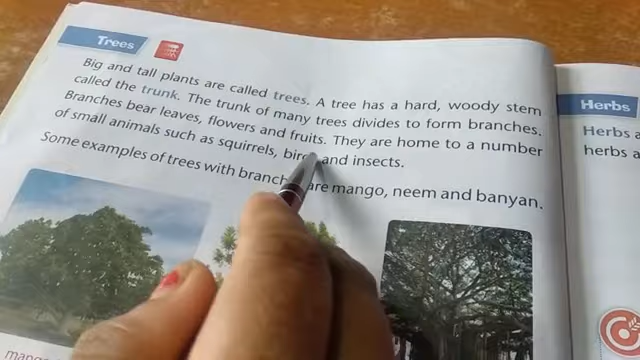 Trees
Big and tall plants are called trees. A tree has a hard, woody stem
called the trunk. The trunk of many trees divides to form branches.
Branches bear leaves, flowers and fruits. They are home to a number
of small animals such as squirrels, and insects.
Some examples of trees with are mango, neem and banyan.
Herbs
Herbs
herbs